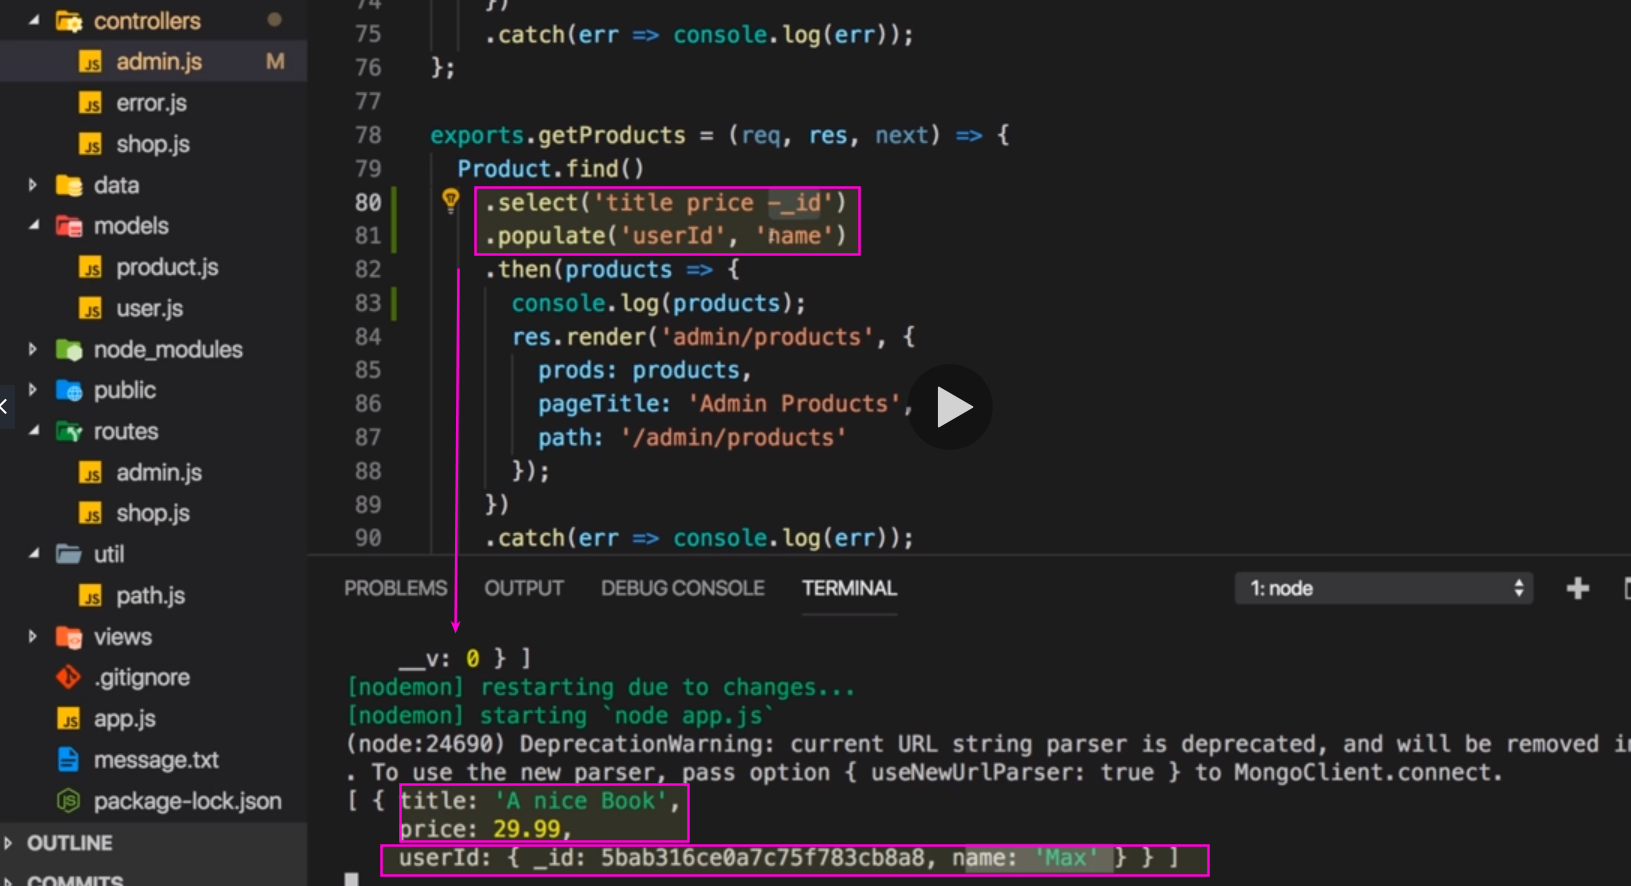 controllers
admin.js M
error.js
shop.js
data
models
product.js
user.js
node_modules
public
routes
admin.js
shop.js
util
path.js
views
.gitignore
app.js
message.txt
package-lock.json
OUTLINE
COMMITS
74 })
75 .catch(err => console.log(err));
76 };
77
78 exports.getProducts = (req, res, next) => {
79 Product.find()
80 .select('title price -_id')
81 .populate('userId', 'name')
82 .then(products => {
83 console.log(products);
84 res.render('admin/products', {
85 prods: products,
86 pageTitle: 'Admin Products',
87 path: '/admin/products'
88 });
89 })
90 .catch(err => console.log(err));
PROBLEMS OUTPUT DEBUG CONSOLE TERMINAL 1: node
__v: 0 } ]
[nodemon] restarting due to changes...
[nodemon] starting `node app.js`
(node:24690) DeprecationWarning: current URL string parser is deprecated, and will be removed in
. To use the new parser, pass option { useNewUrlParser: true } to MongoClient.connect.
[ { title: 'A nice Book',
price: 29.99,
userId: { _id: 5bab316ce0a7c75f783cb8a8, name: 'Max' } } ]